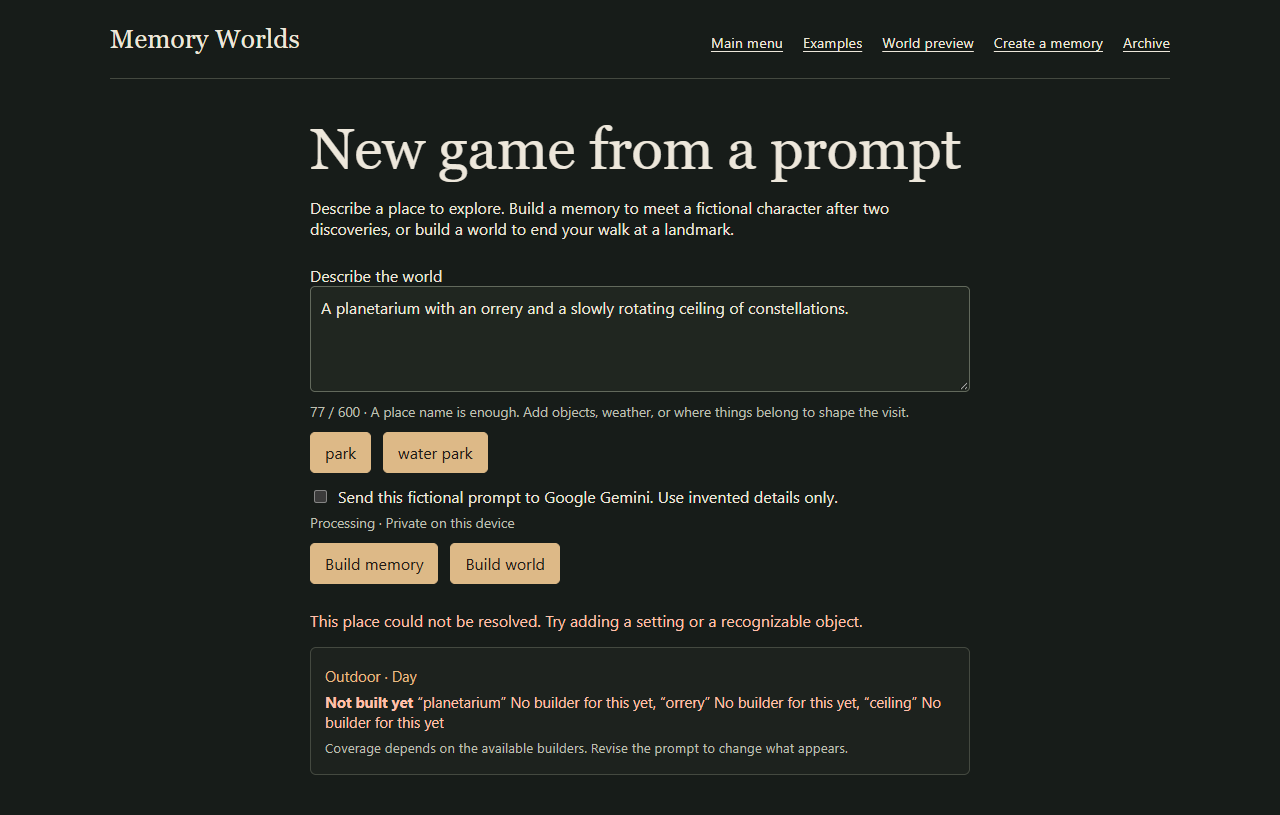 Memory Worlds
Main menu
Examples
World preview
Create a memory
Archive
New game from a prompt
Describe a place to explore. Build a memory to meet a fictional character after two
discoveries, or build a world to end your walk at a landmark.
Describe the world
A planetarium with an orrery and a slowly rotating ceiling of constellations.
77 / 600 · A place name is enough. Add objects, weather, or where things belong to shape the visit.
park
water park
Send this fictional prompt to Google Gemini. Use invented details only.
Processing · Private on this device
Build memory
Build world
This place could not be resolved. Try adding a setting or a recognizable object.
Outdoor · Day
Not built yet “planetarium” No builder for this yet, “orrery” No builder for this yet, “ceiling” No
builder for this yet
Coverage depends on the available builders. Revise the prompt to change what appears.